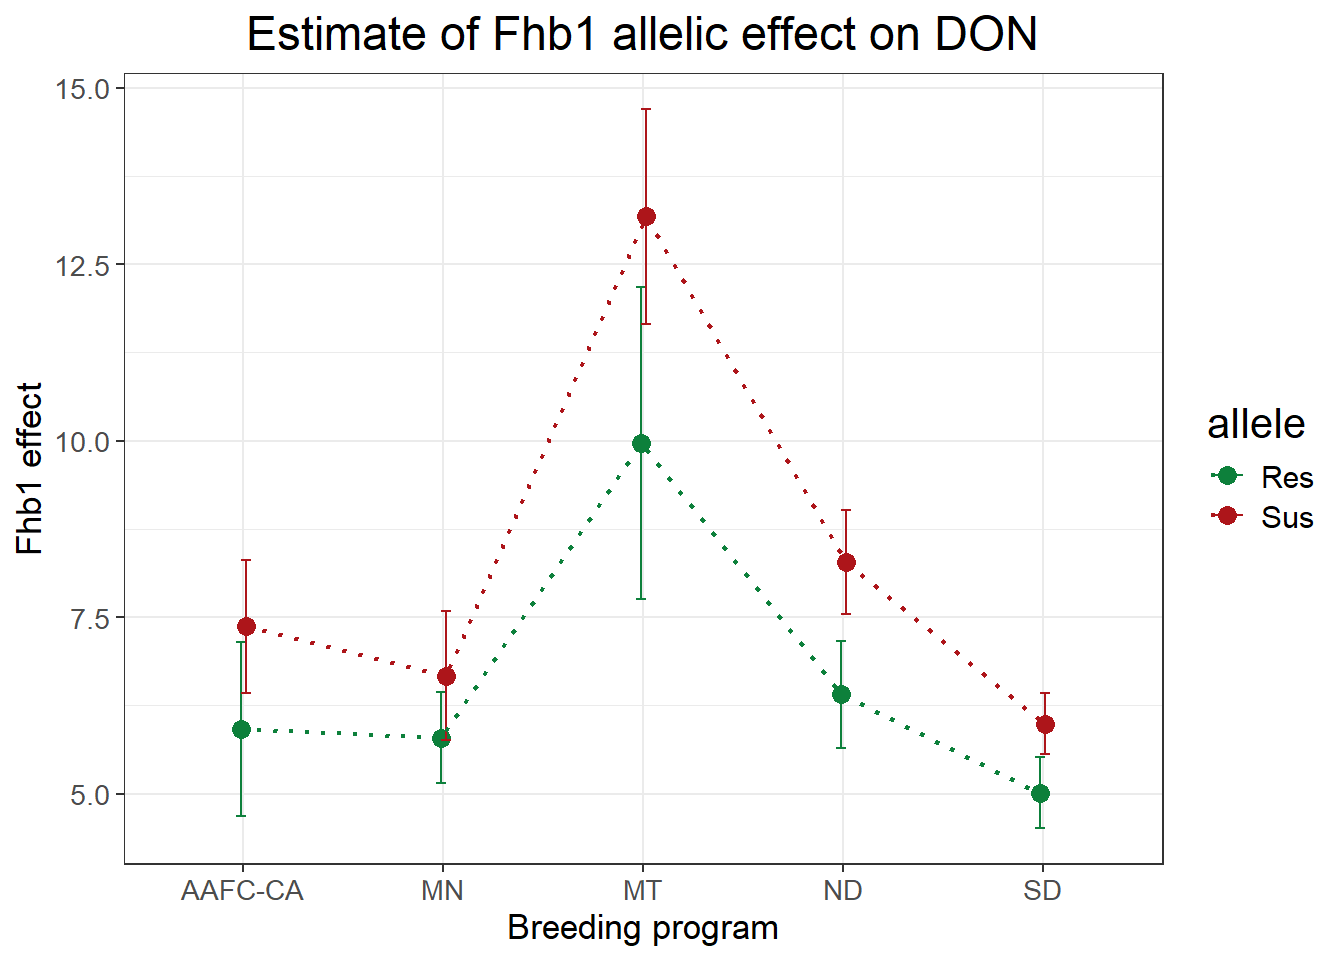 Estimate of Fhb1 allelic effect on DON
15.0
12.5
10.0
7.5
5.0
Fhb1 effect
AAFC-CA MN MT ND SD
Breeding program
allele
Res
Sus